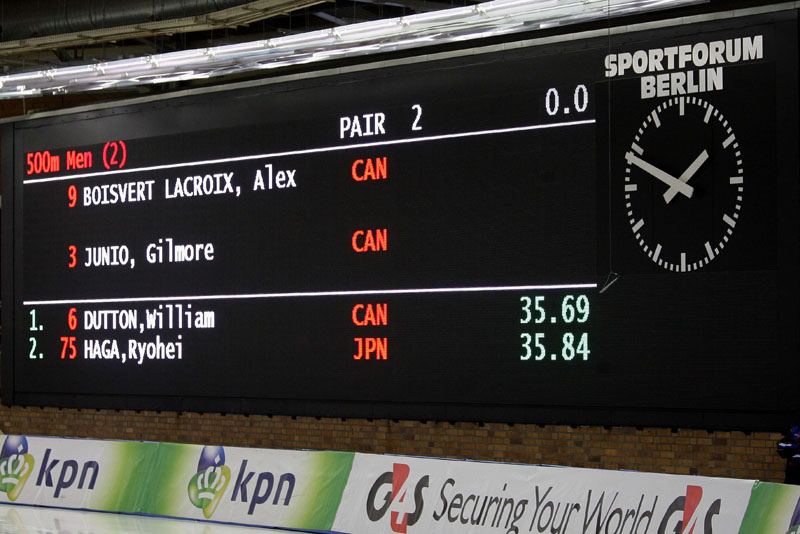 SPORTFORUM
BERLIN
PAIR 2 0.0
500m Men (2)
9 BOISVERT LACROIX, Alex CAN
3 JUNIO, Gilmore CAN
1. 6 DUTTON,William CAN 35.69
2. 75 HAGA,Ryohei JPN 35.84
kpn kpn G4S Securing Your World G4S